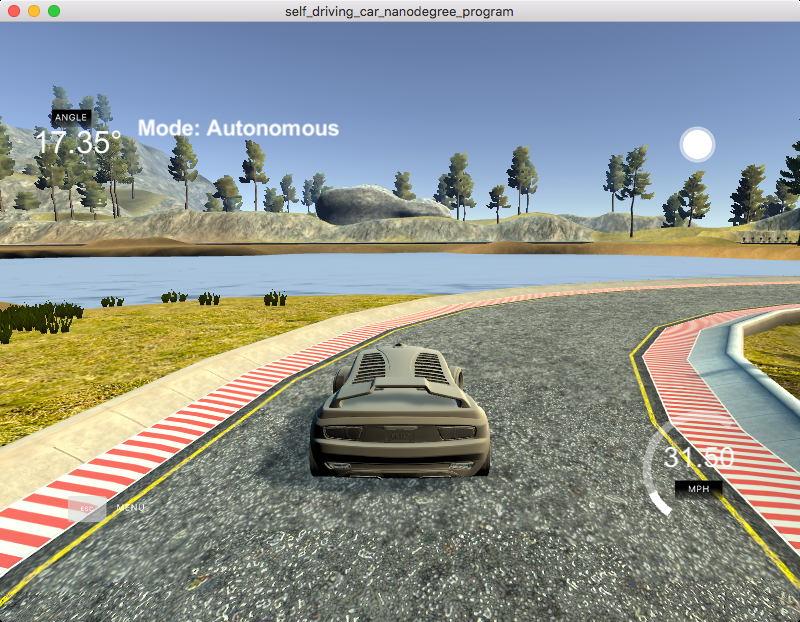 self_driving_car_nanodegree_program
ANGLE
17.35°
Mode: Autonomous
31.50
MPH
ESC
MENU